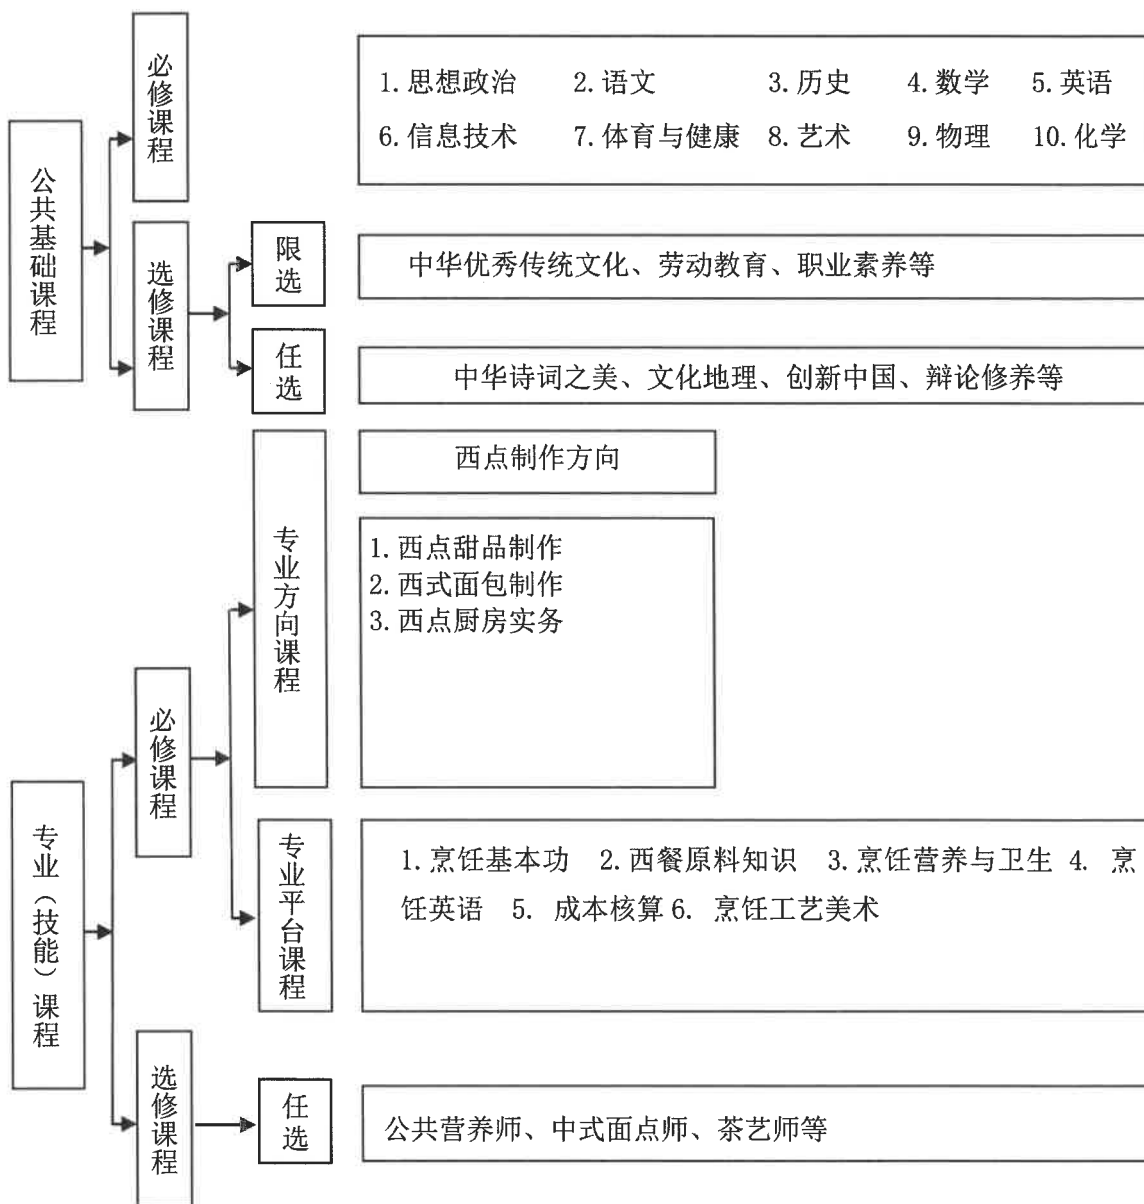 公共基础课程
必修课程
1.思想政治 2.语文 3.历史 4.数学 5.英语
6.信息技术 7.体育与健康 8.艺术 9.物理 10.化学
选修课程
限选
中华优秀传统文化、劳动教育、职业素养等
任选
中华诗词之美、文化地理、创新中国、辩论修养等
专业（技能）课程
必修课程
专业方向课程
西点制作方向
1.西点甜品制作
2.西式面包制作
3.西点厨房实务
专业平台课程
1.烹饪基本功 2.西餐原料知识 3.烹饪营养与卫生 4. 烹
饪英语 5. 成本核算 6. 烹饪工艺美术
选修课程
任选
公共营养师、中式面点师、茶艺师等